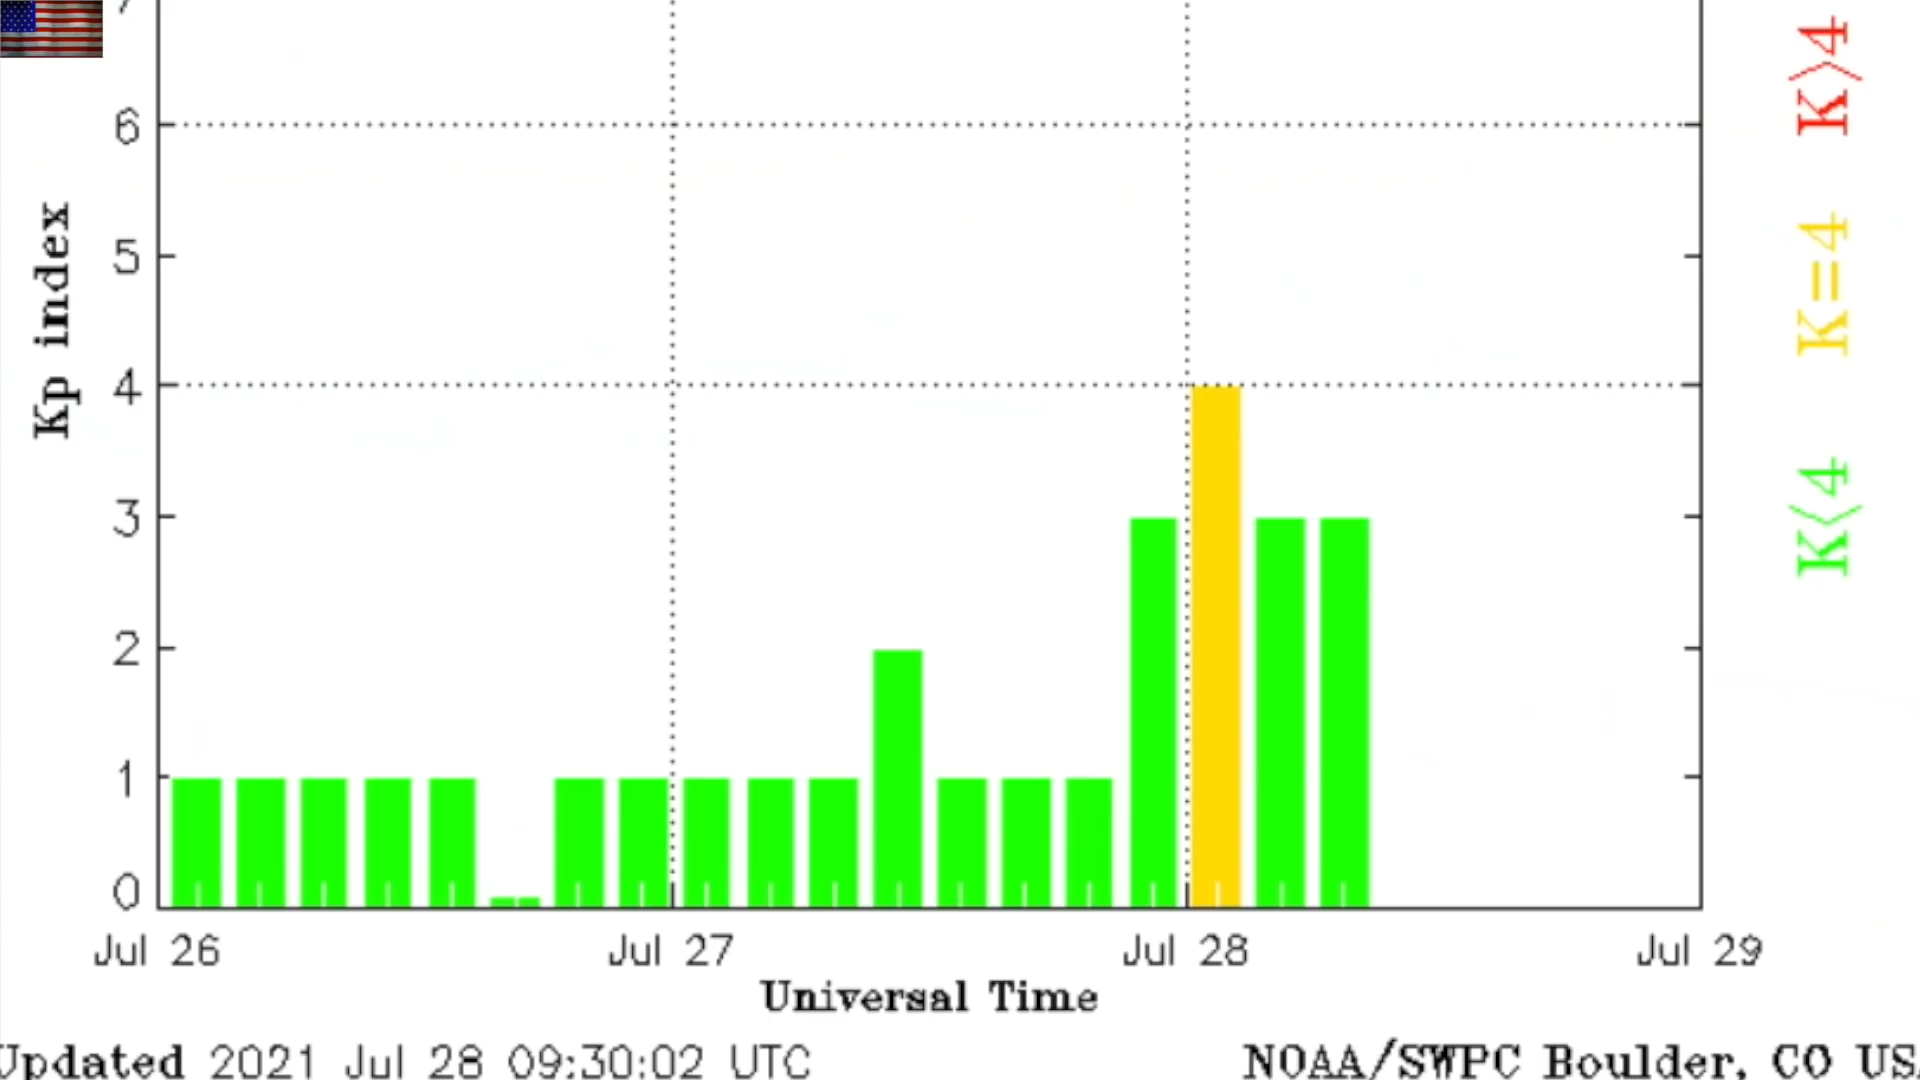 6
5
4
3
2
1
0
Kp index
Jul 26
Jul 27
Jul 28
Jul 29
Universal Time
Updated 2021 Jul 28 09:30:02 UTC
NOAA/SWPC Boulder, CO US
K>4
K=4
K<4